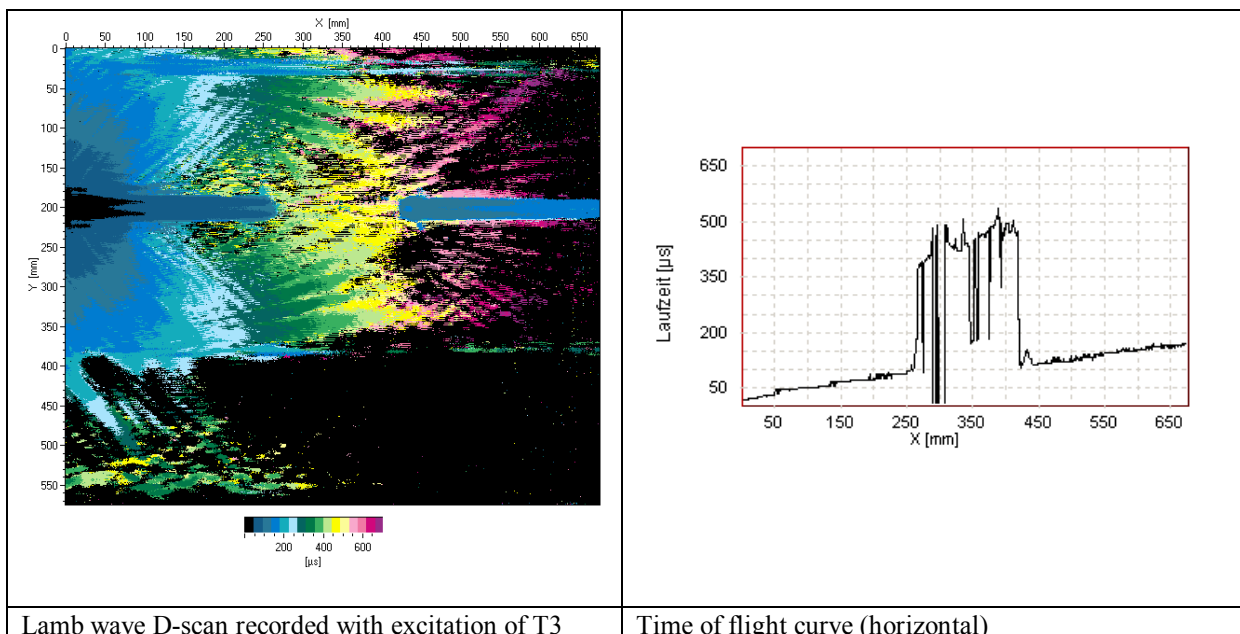 X [mm]
0 50 100 150 200 250 300 350 400 450 500 550 600 650
0
50
100
150
200
250
300
350
400
450
500
550
Y [mm]
200 400 600
[µs]
650
500
350
200
50
Laufzeit [µs]
50 150 250 350 450 550 650
X [mm]
Lamb wave D-scan recorded with excitation of T3
Time of flight curve (horizontal)